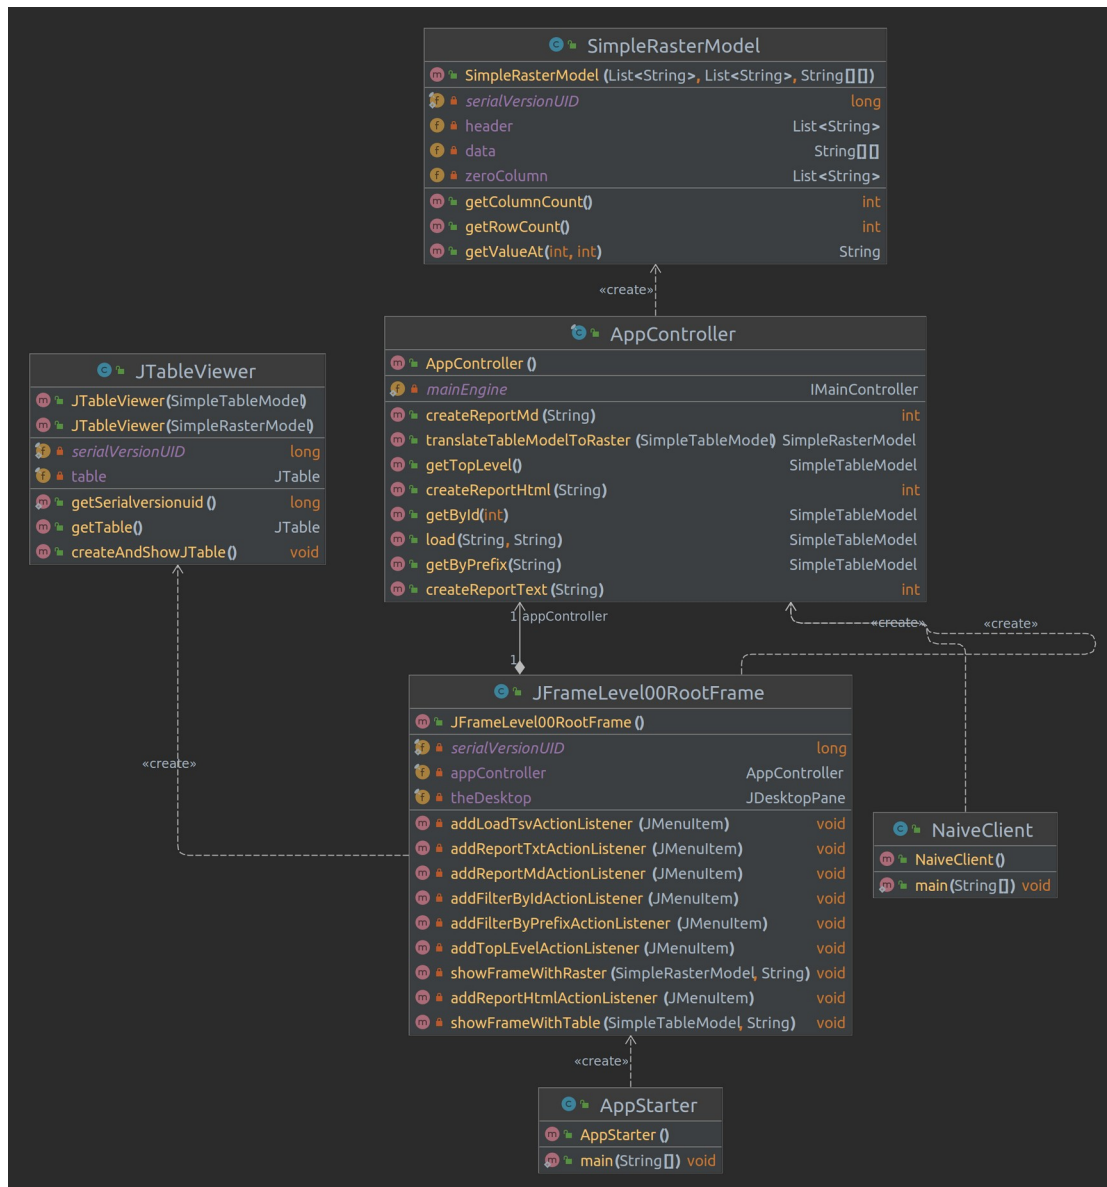 SimpleRasterModel
SimpleRasterModel (List<String>, List<String>, String[][])
serialVersionUID long
header List<String>
data String[][]
zeroColumn List<String>
getColumnCount() int
getRowCount() int
getValueAt(int, int) String
«create»
AppController
AppController ()
mainEngine IMainController
createReportMd (String) int
translateTableModelToRaster (SimpleTableModel) SimpleRasterModel
getTopLevel() SimpleTableModel
createReportHtml (String) int
getById(int) SimpleTableModel
load (String, String) SimpleTableModel
getByPrefix(String) SimpleTableModel
createReportText (String) int
JTableViewer
JTableViewer(SimpleTableModel)
JTableViewer(SimpleRasterModel)
serialVersionUID long
table JTable
getSerialversionuid () long
getTable() JTable
createAndShowJTable() void
1 appController
«create»
«create»
1
«create»
JFrameLevel00RootFrame
JFrameLevel00RootFrame ()
serialVersionUID long
appController AppController
theDesktop JDesktopPane
addLoadTsvActionListener (JMenuItem) void
addReportTxtActionListener (JMenuItem) void
addReportMdActionListener (JMenuItem) void
addFilterByIdActionListener (JMenuItem) void
addFilterByPrefixActionListener (JMenuItem) void
addTopLEvelActionListener (JMenuItem) void
showFrameWithRaster (SimpleRasterModel, String) void
addReportHtmlActionListener (JMenuItem) void
showFrameWithTable (SimpleTableModel, String) void
NaiveClient
NaiveClient ()
main (String[]) void
«create»
AppStarter
AppStarter ()
main (String[]) void